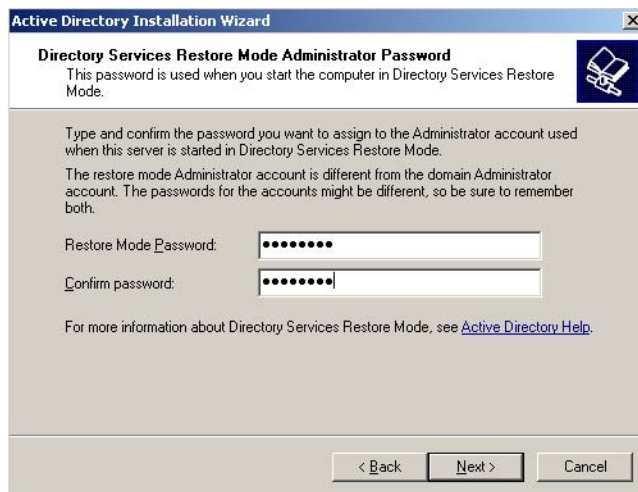 Active Directory Installation Wizard
Directory Services Restore Mode Administrator Password
This password is used when you start the computer in Directory Services Restore
Mode.
Type and confirm the password you want to assign to the Administrator account used
when this server is started in Directory Services Restore Mode.
The restore mode Administrator account is different from the domain Administrator
account. The passwords for the accounts might be different, so be sure to remember
both.
Restore Mode Password: ●●●●●●●●
Confirm password: ●●●●●●●●
For more information about Directory Services Restore Mode, see Active Directory Help.
< Back Next > Cancel